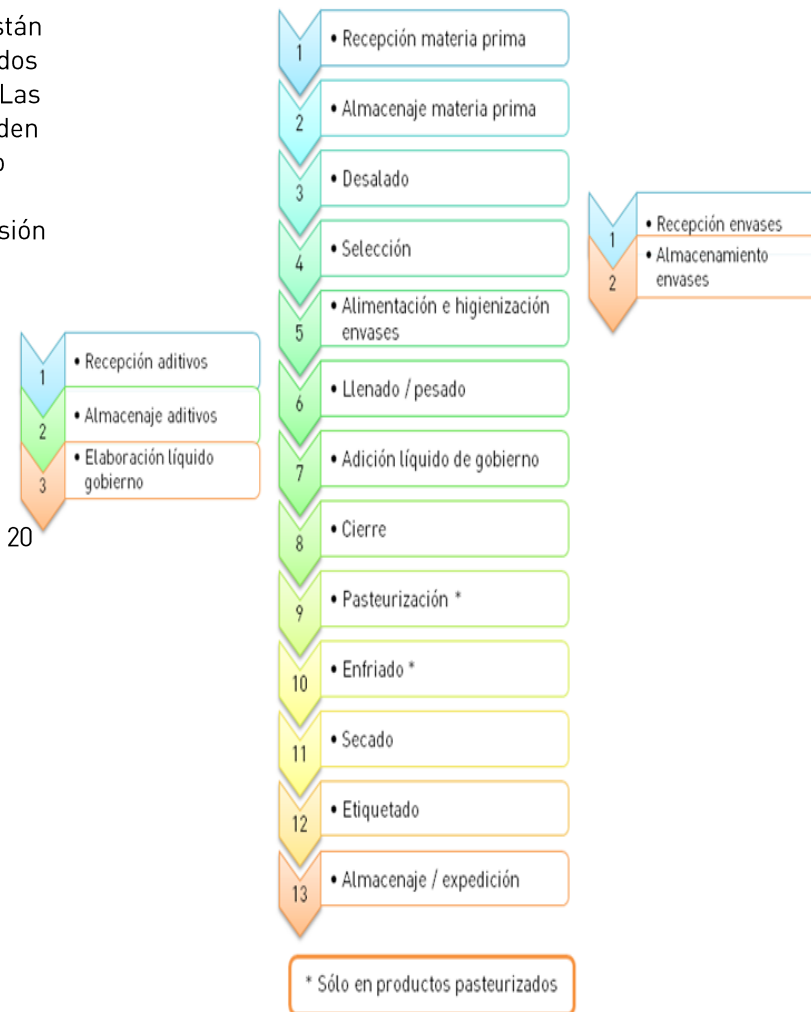 stán
dos
Las
den
o
sión
20
1
• Recepción aditivos
2
• Almacenaje aditivos
3
• Elaboración líquido
gobierno
1
• Recepción materia prima
2
• Almacenaje materia prima
3
• Desalado
4
• Selección
5
• Alimentación e higienización
envases
6
• Llenado / pesado
7
• Adición líquido de gobierno
8
• Cierre
9
• Pasteurización *
10
• Enfriado *
11
• Secado
12
• Etiquetado
13
• Almacenaje / expedición
* Sólo en productos pasteurizados
1
• Recepción envases
2
• Almacenamiento
envases